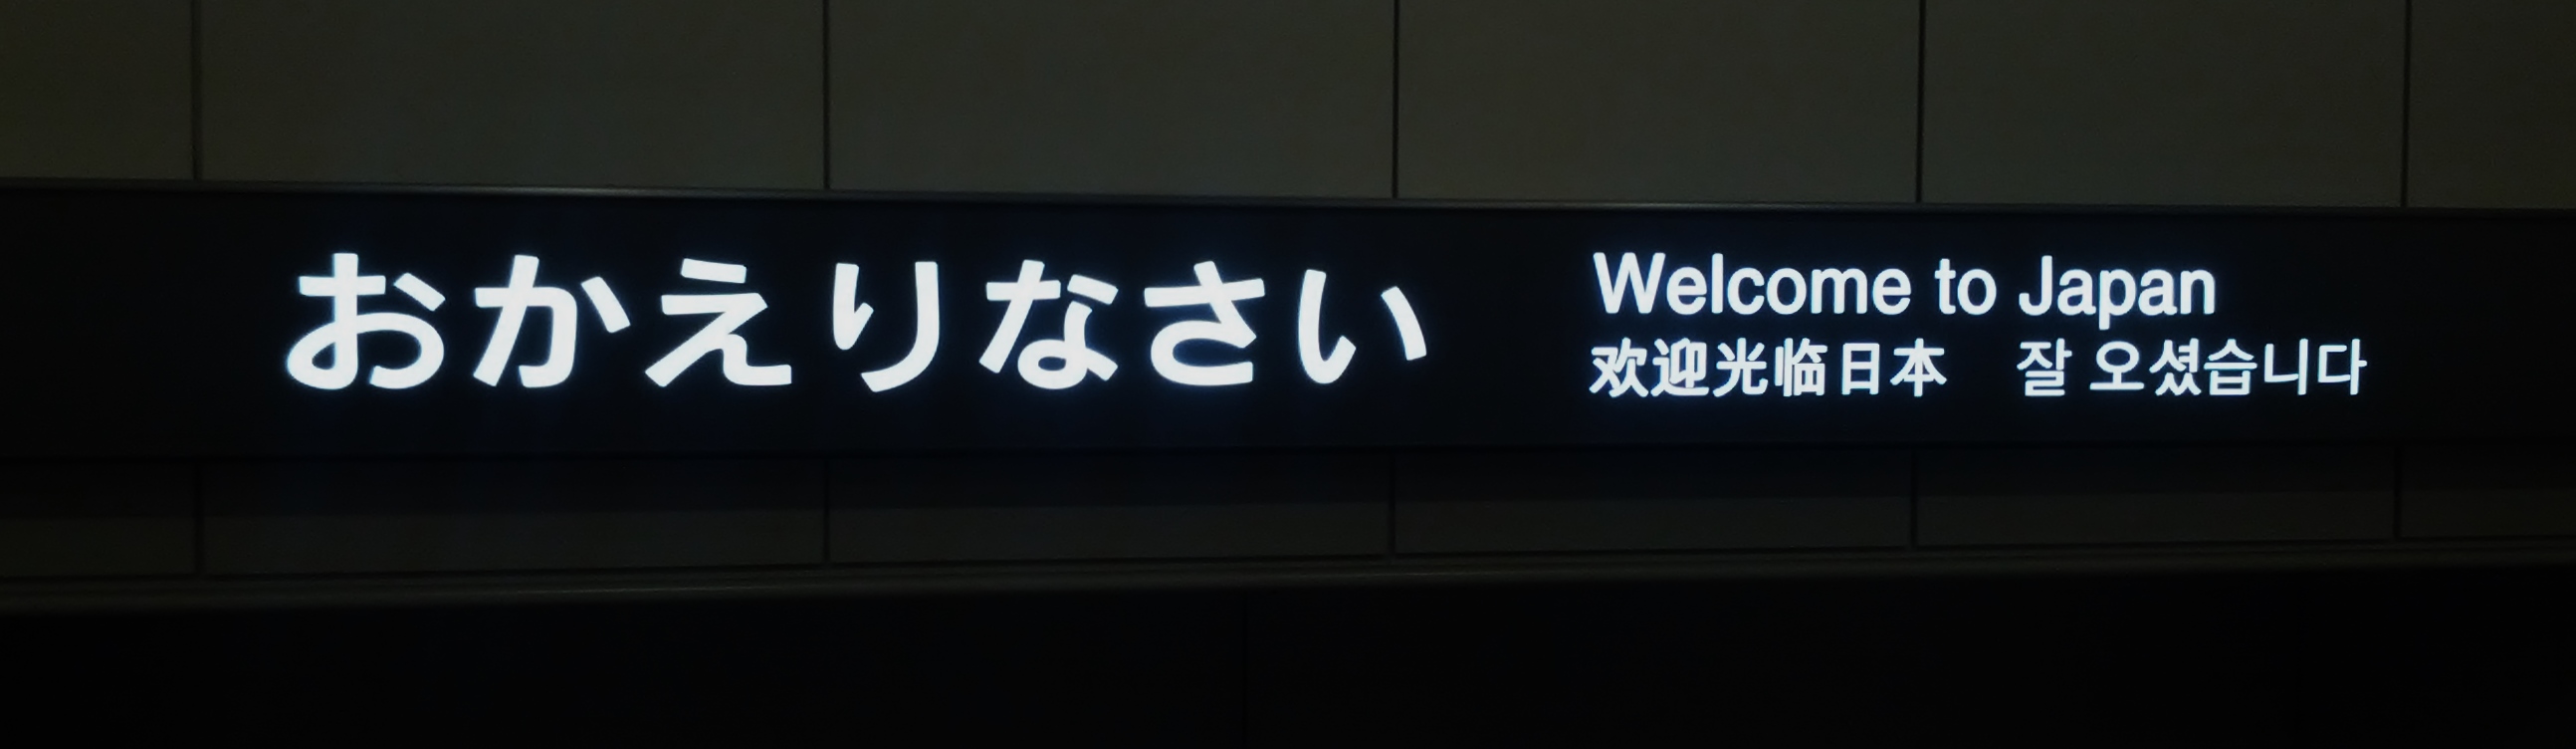 おかえりなさい
Welcome to Japan
欢迎光临日本　잘 오셨습니다